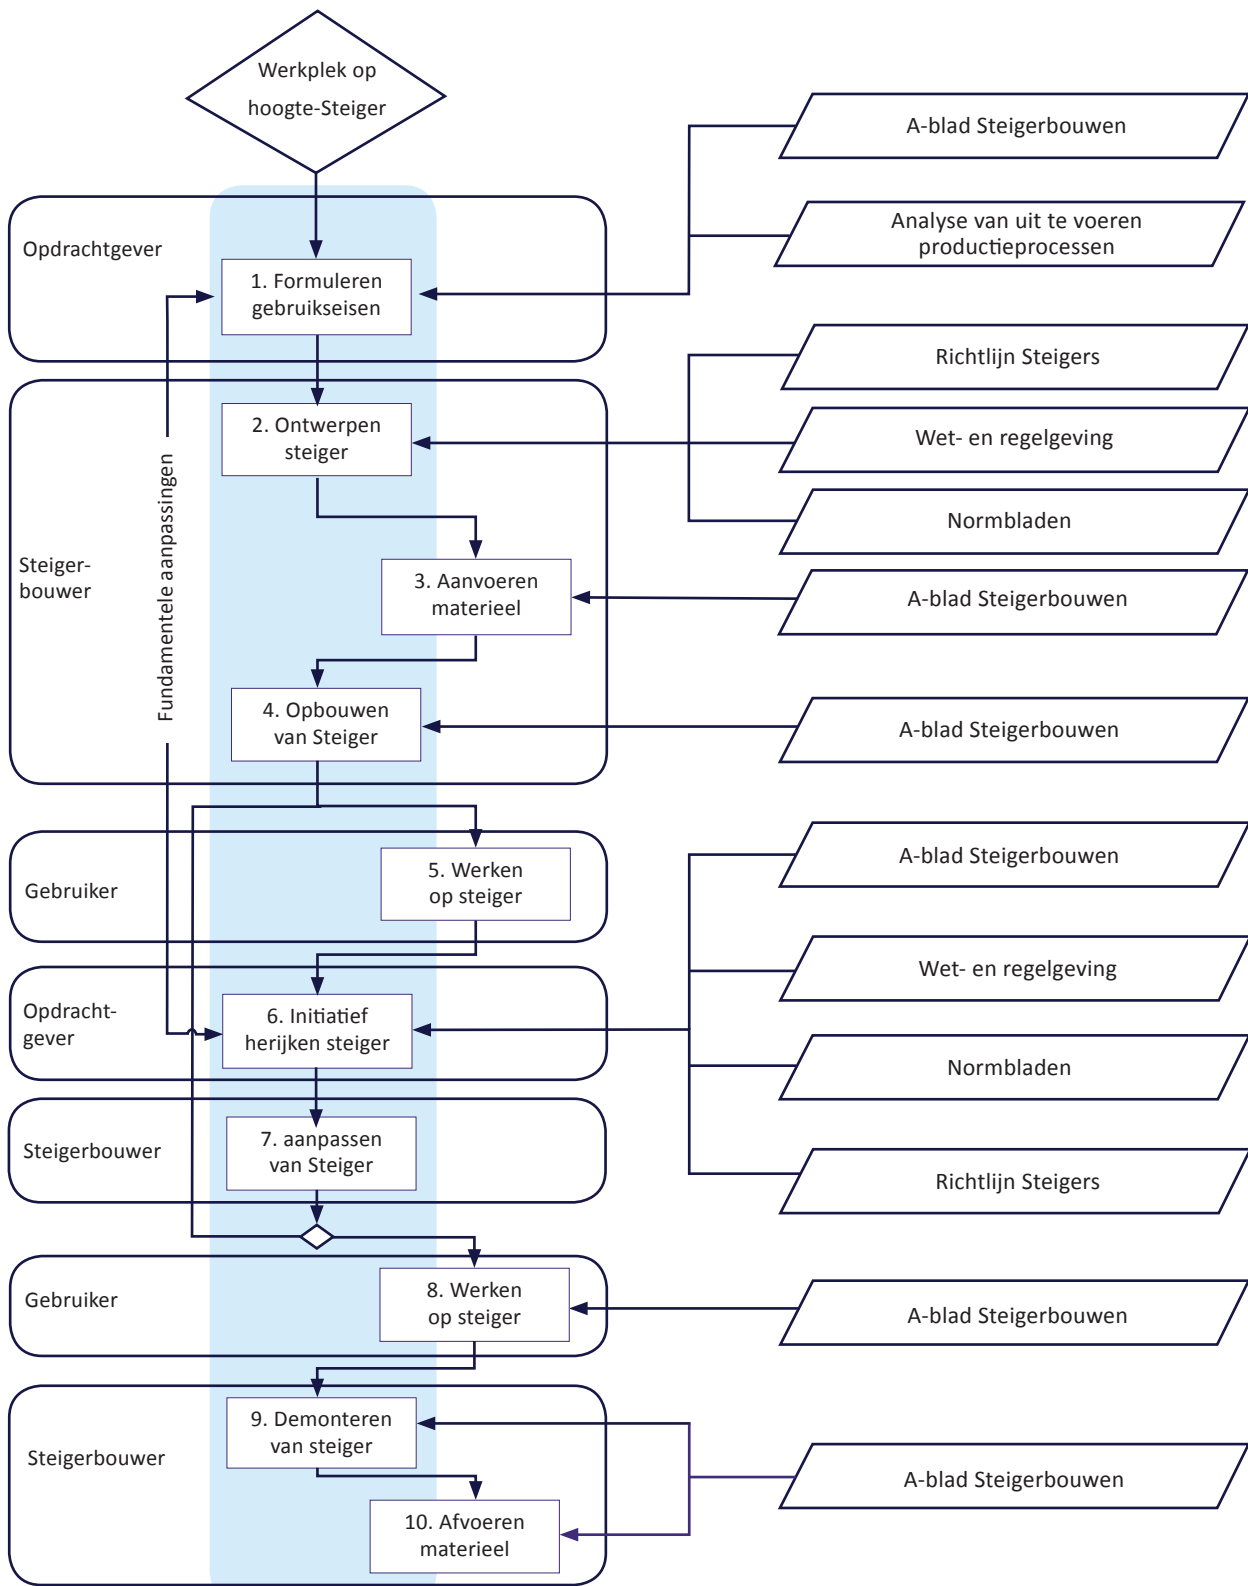 Werkplek op
hoogte-Steiger
A-blad Steigerbouwen
Analyse van uit te voeren
productieprocessen
Opdrachtgever
1. Formuleren
gebruikseisen
Richtlijn Steigers
2. Ontwerpen
steiger
Wet- en regelgeving
Normbladen
Fundamentele aanpassingen
Steiger-
bouwer
3. Aanvoeren
materieel
A-blad Steigerbouwen
4. Opbouwen
van Steiger
A-blad Steigerbouwen
Gebruiker
5. Werken
op steiger
A-blad Steigerbouwen
Wet- en regelgeving
Opdracht-
gever
6. Initiatief
herijken steiger
Normbladen
Steigerbouwer
7. aanpassen
van Steiger
Richtlijn Steigers
Gebruiker
8. Werken
op steiger
A-blad Steigerbouwen
Steigerbouwer
9. Demonteren
van steiger
A-blad Steigerbouwen
10. Afvoeren
materieel